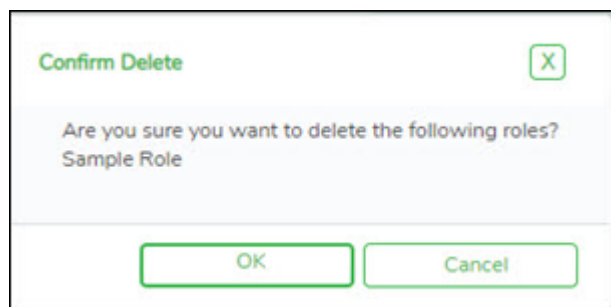 Confirm Delete
X
Are you sure you want to delete the following roles?
Sample Role
OK
Cancel